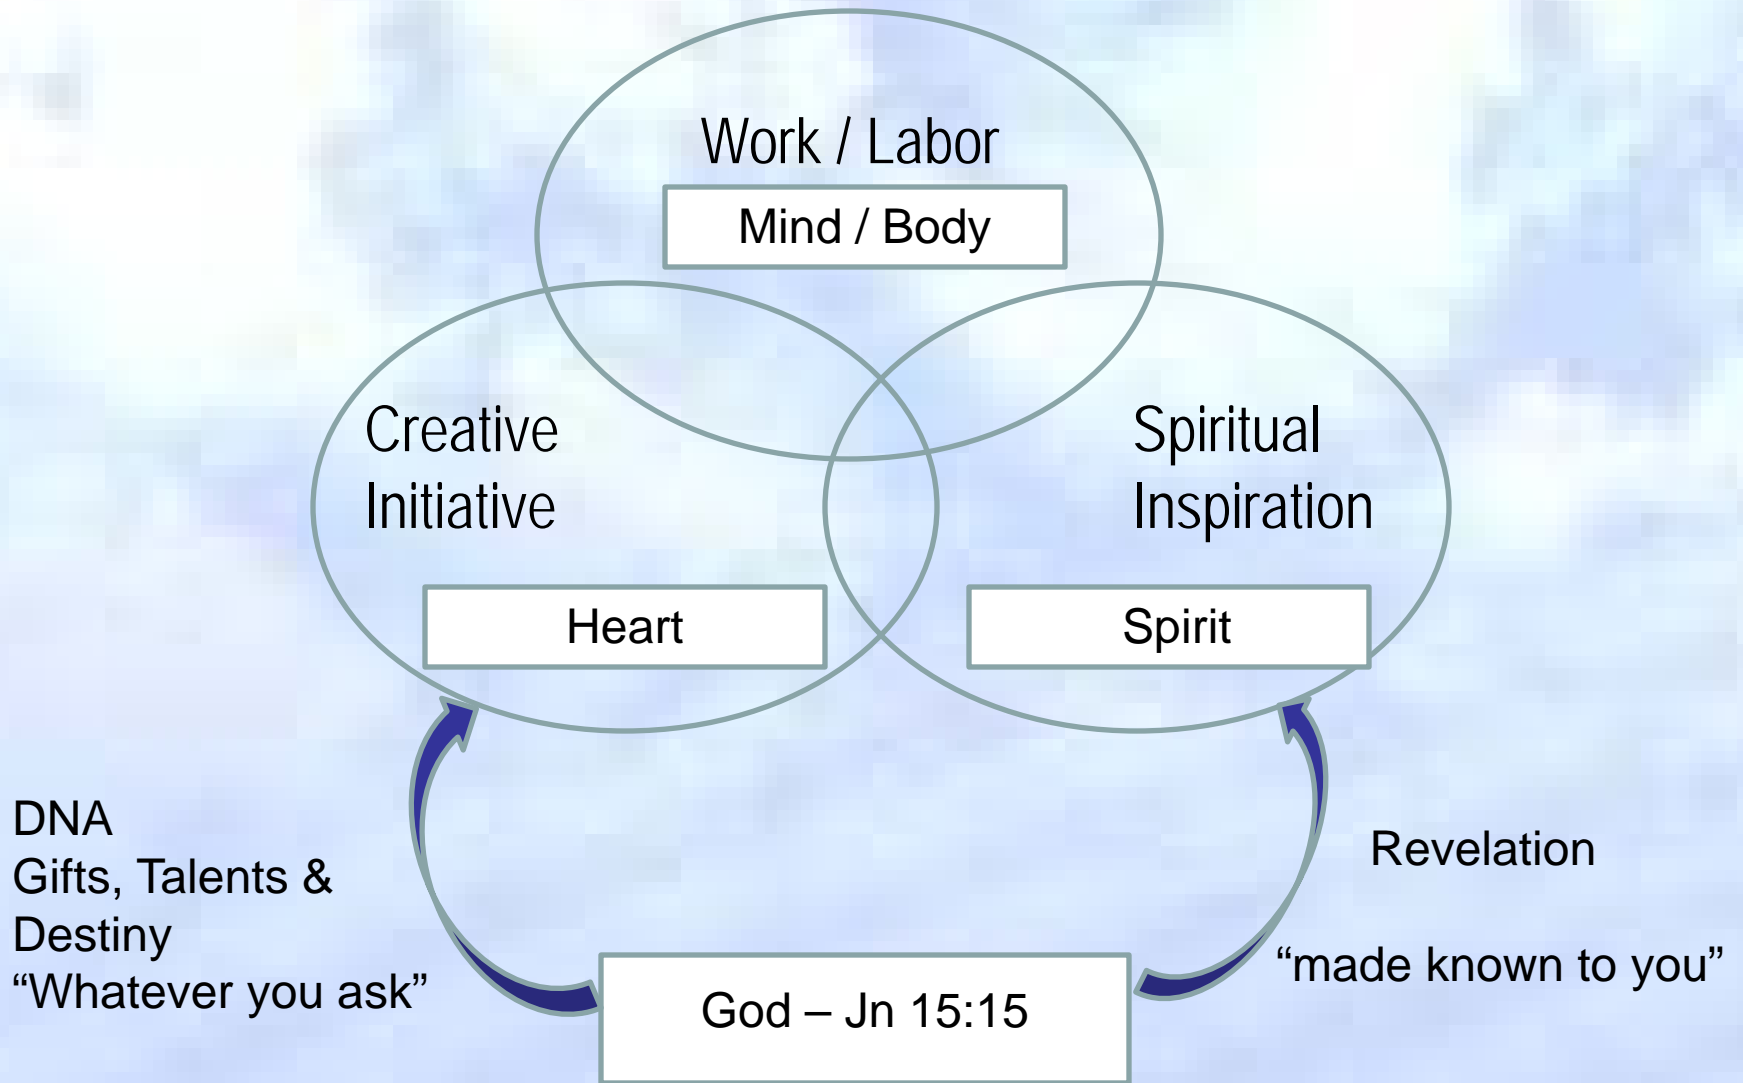 Work / Labor
Mind / Body
Creative
Initiative
Heart
Spiritual
Inspiration
Spirit
DNA
Gifts, Talents &
Destiny
“Whatever you ask”
Revelation
“made known to you”
God – Jn 15:15